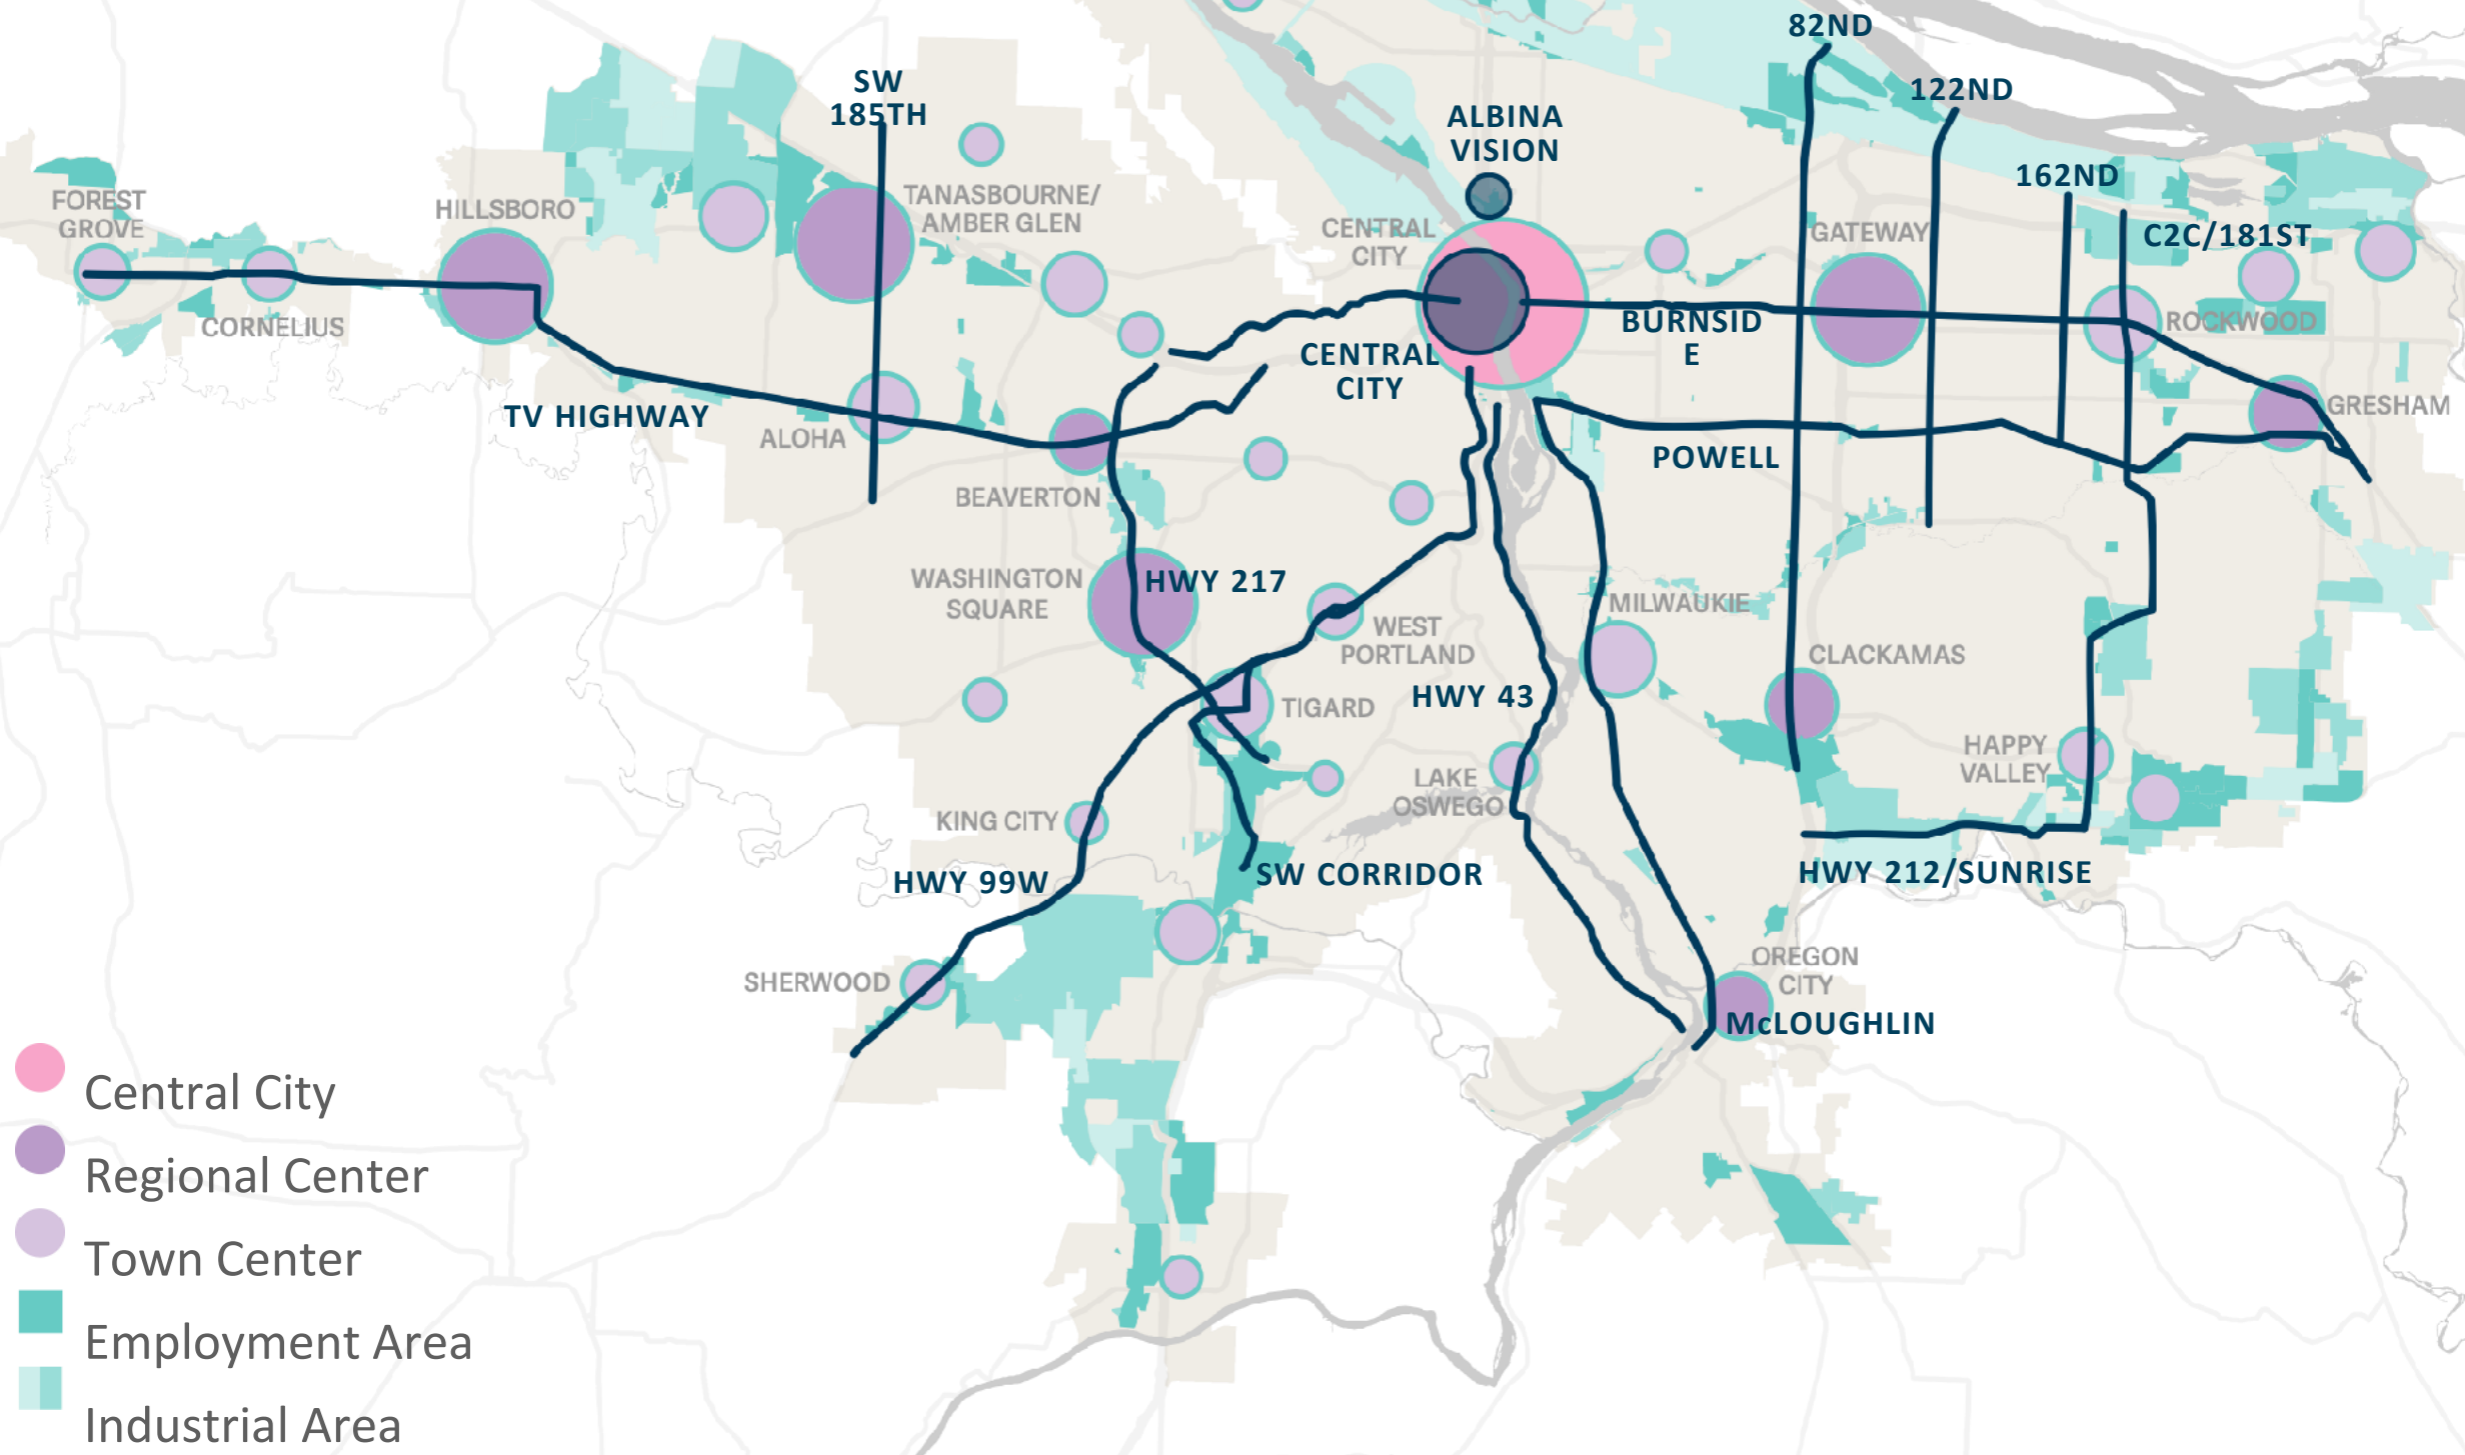 82ND
SW
185TH
122ND
ALBINA
VISION
162ND
FOREST
GROVE
HILLSBORO
TANASBOURNE/
AMBER GLEN
CENTRAL
CITY
GATEWAY
C2C/181ST
CORNELIUS
BURNSID
E
ROCKWOOD
CENTRAL
CITY
TV HIGHWAY
ALOHA
GRESHAM
POWELL
BEAVERTON
WASHINGTON
SQUARE
HWY 217
MILWAUKIE
WEST
PORTLAND
CLACKAMAS
HWY 43
TIGARD
HAPPY
VALLEY
LAKE
OSWEGO
KING CITY
HWY 99W
SW CORRIDOR
HWY 212/SUNRISE
SHERWOOD
OREGON
CITY
McLOUGHLIN
Central City
Regional Center
Town Center
Employment Area
Industrial Area